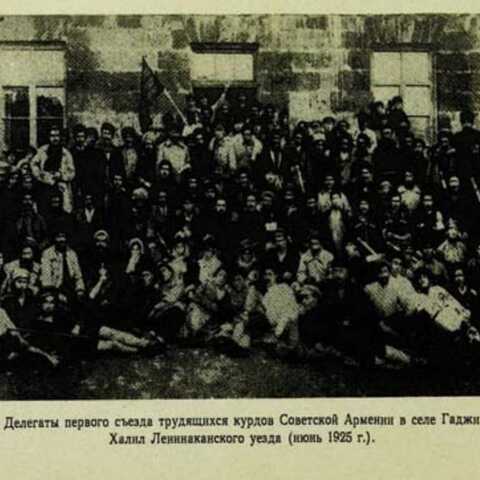 Делегаты первого съезда трудящихся курдов Советской Армении в селе Гаджи
Халил Ленинаканского уезда (июнь 1925 г.).